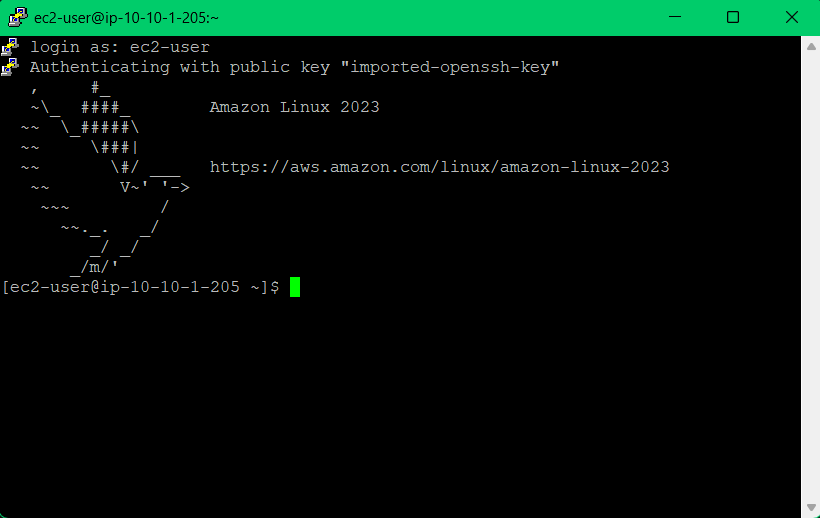 ec2-user@ip-10-10-1-205:~
login as: ec2-user
Authenticating with public key "imported-openssh-key"
   ,     #_
   ~\_  ####_        Amazon Linux 2023
  ~~  \_#####\
  ~~     \###|
  ~~       \#/ ___   https://aws.amazon.com/linux/amazon-linux-2023
   ~~       V~' '->
    ~~~         /
      ~~._.   _/
         _/ _/
       _/m/'
[ec2-user@ip-10-10-1-205 ~]$